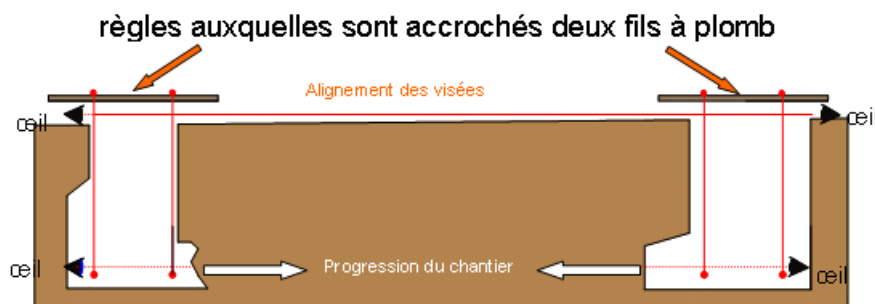 règles auxquelles sont accrochés deux fils à plomb
Alignement des visées
œil
œil
œil
Progression du chantier
œil